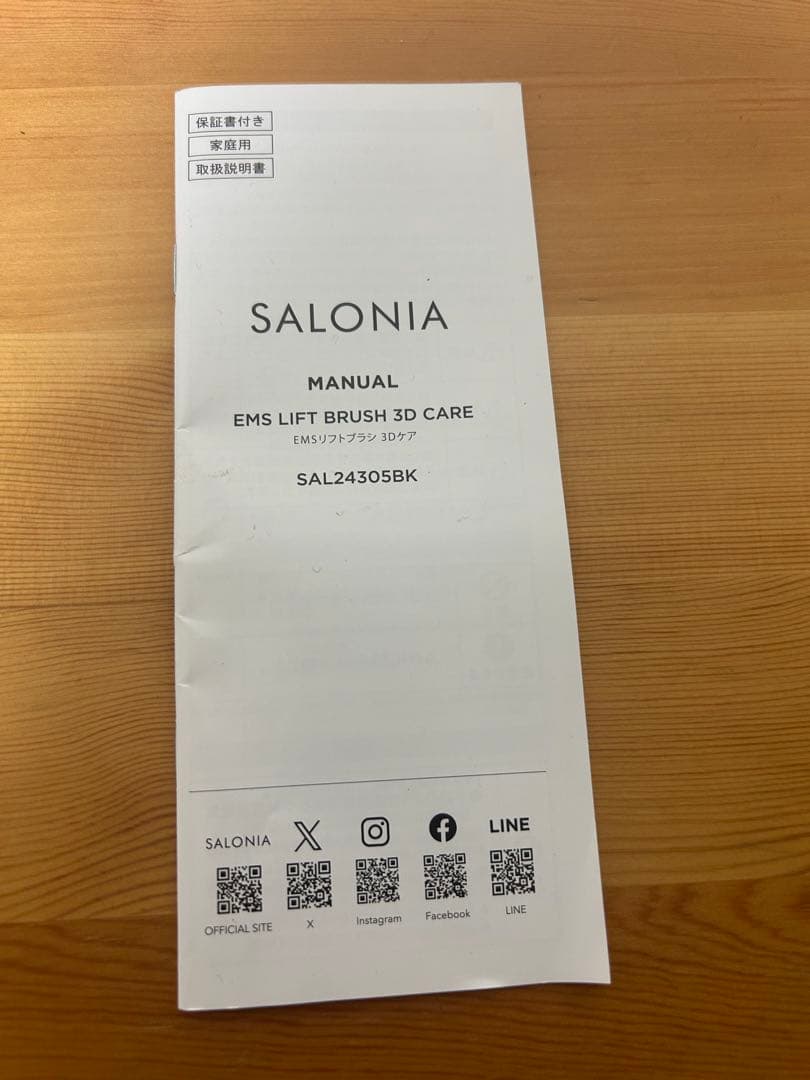 保証書付き
家庭用
取扱説明書
SALONIA
MANUAL
EMS LIFT BRUSH 3D CARE
EMSリフトブラシ 3Dケア
SAL24305BK
SALONIA
LINE
OFFICIAL SITE
X
Instagram
Facebook
LINE